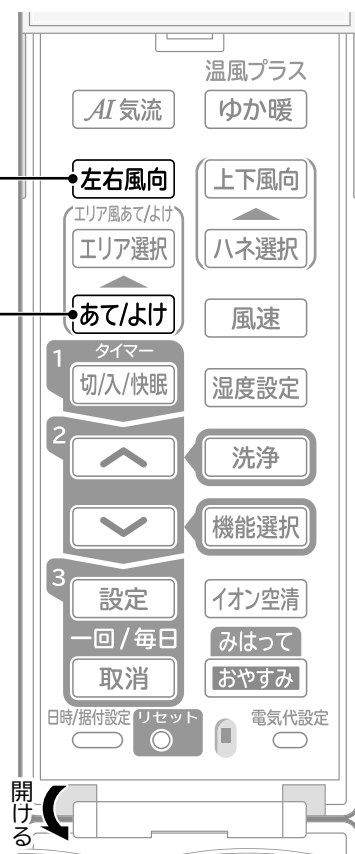 温風プラス
AI気流
ゆか暖
左右風向
上下風向
エリア風あて/よけ
エリア選択
ハネ選択
あて/よけ
風速
1
タイマー
切/入/快眠
湿度設定
2
洗浄
機能選択
3
設定
イオン空清
一回/毎日
みはって
取消
おやすみ
日時/据付設定
リセット
電気代設定
開ける